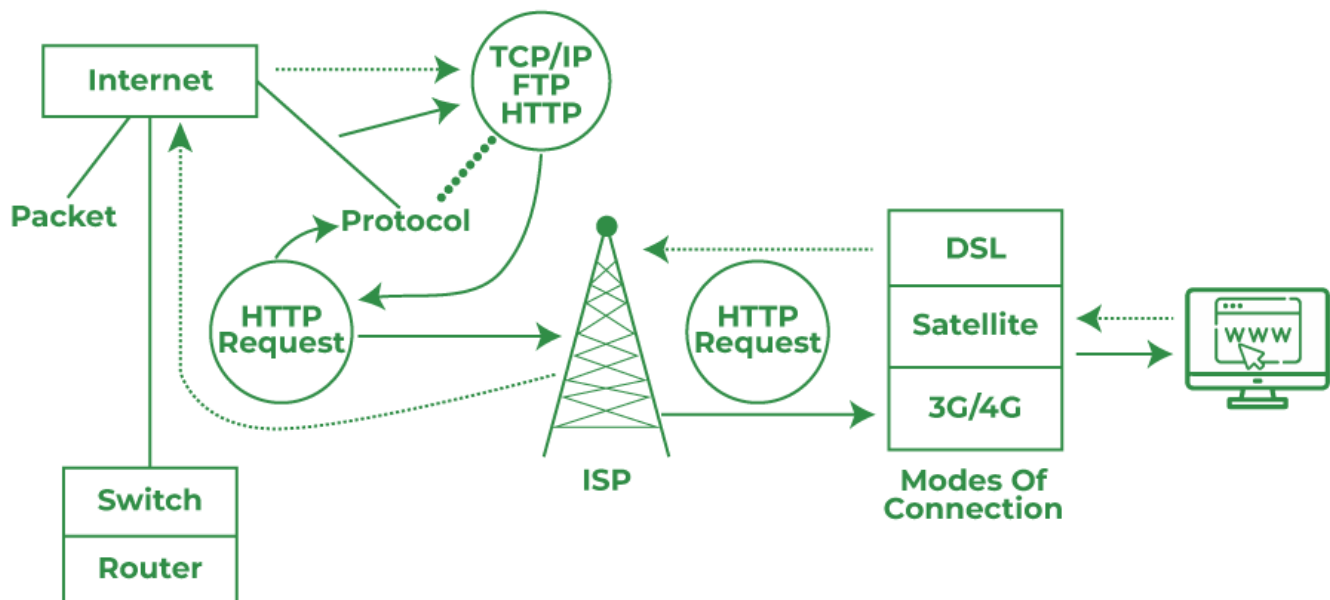 Internet
TCP/IP
FTP
HTTP
Packet
Protocol
HTTP
Request
HTTP
Request
DSL
Satellite
3G/4G
WWW
ISP
Modes Of
Connection
Switch
Router